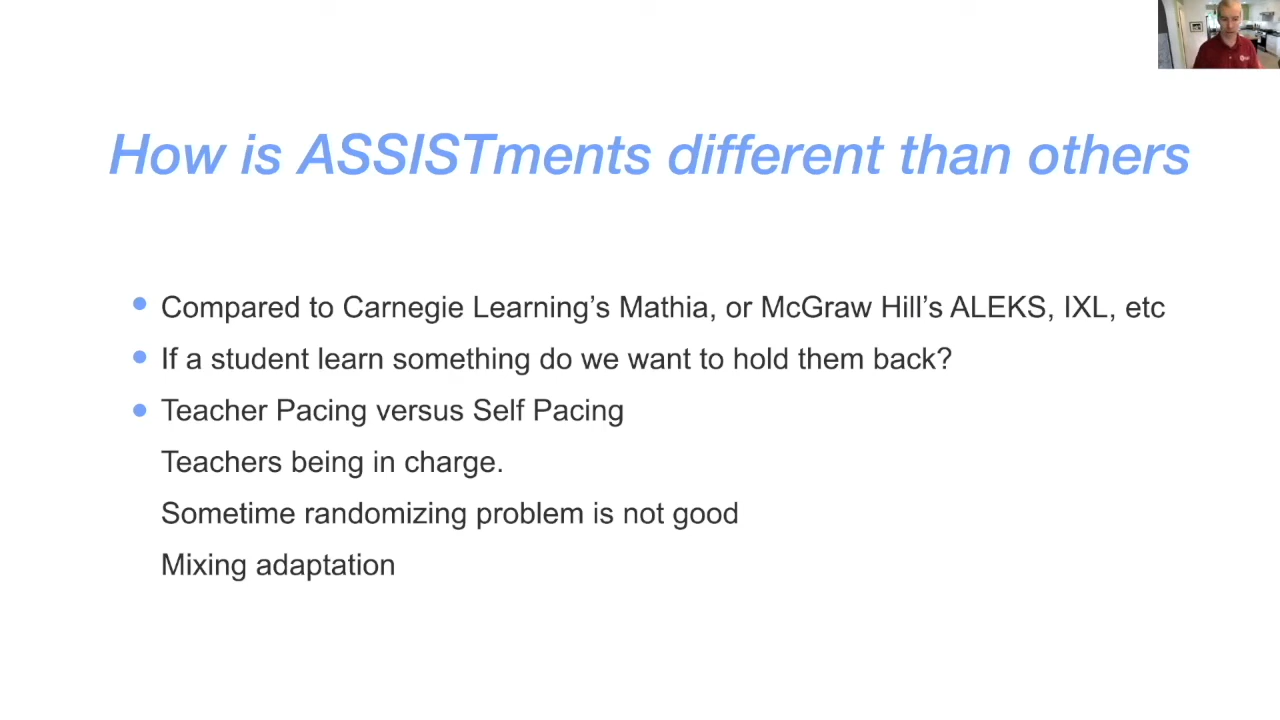 How is ASSISTments different than others
Compared to Carnegie Learning’s Mathia, or McGraw Hill’s ALEKS, IXL, etc
If a student learn something do we want to hold them back?
Teacher Pacing versus Self Pacing
Teachers being in charge.
Sometime randomizing problem is not good
Mixing adaptation